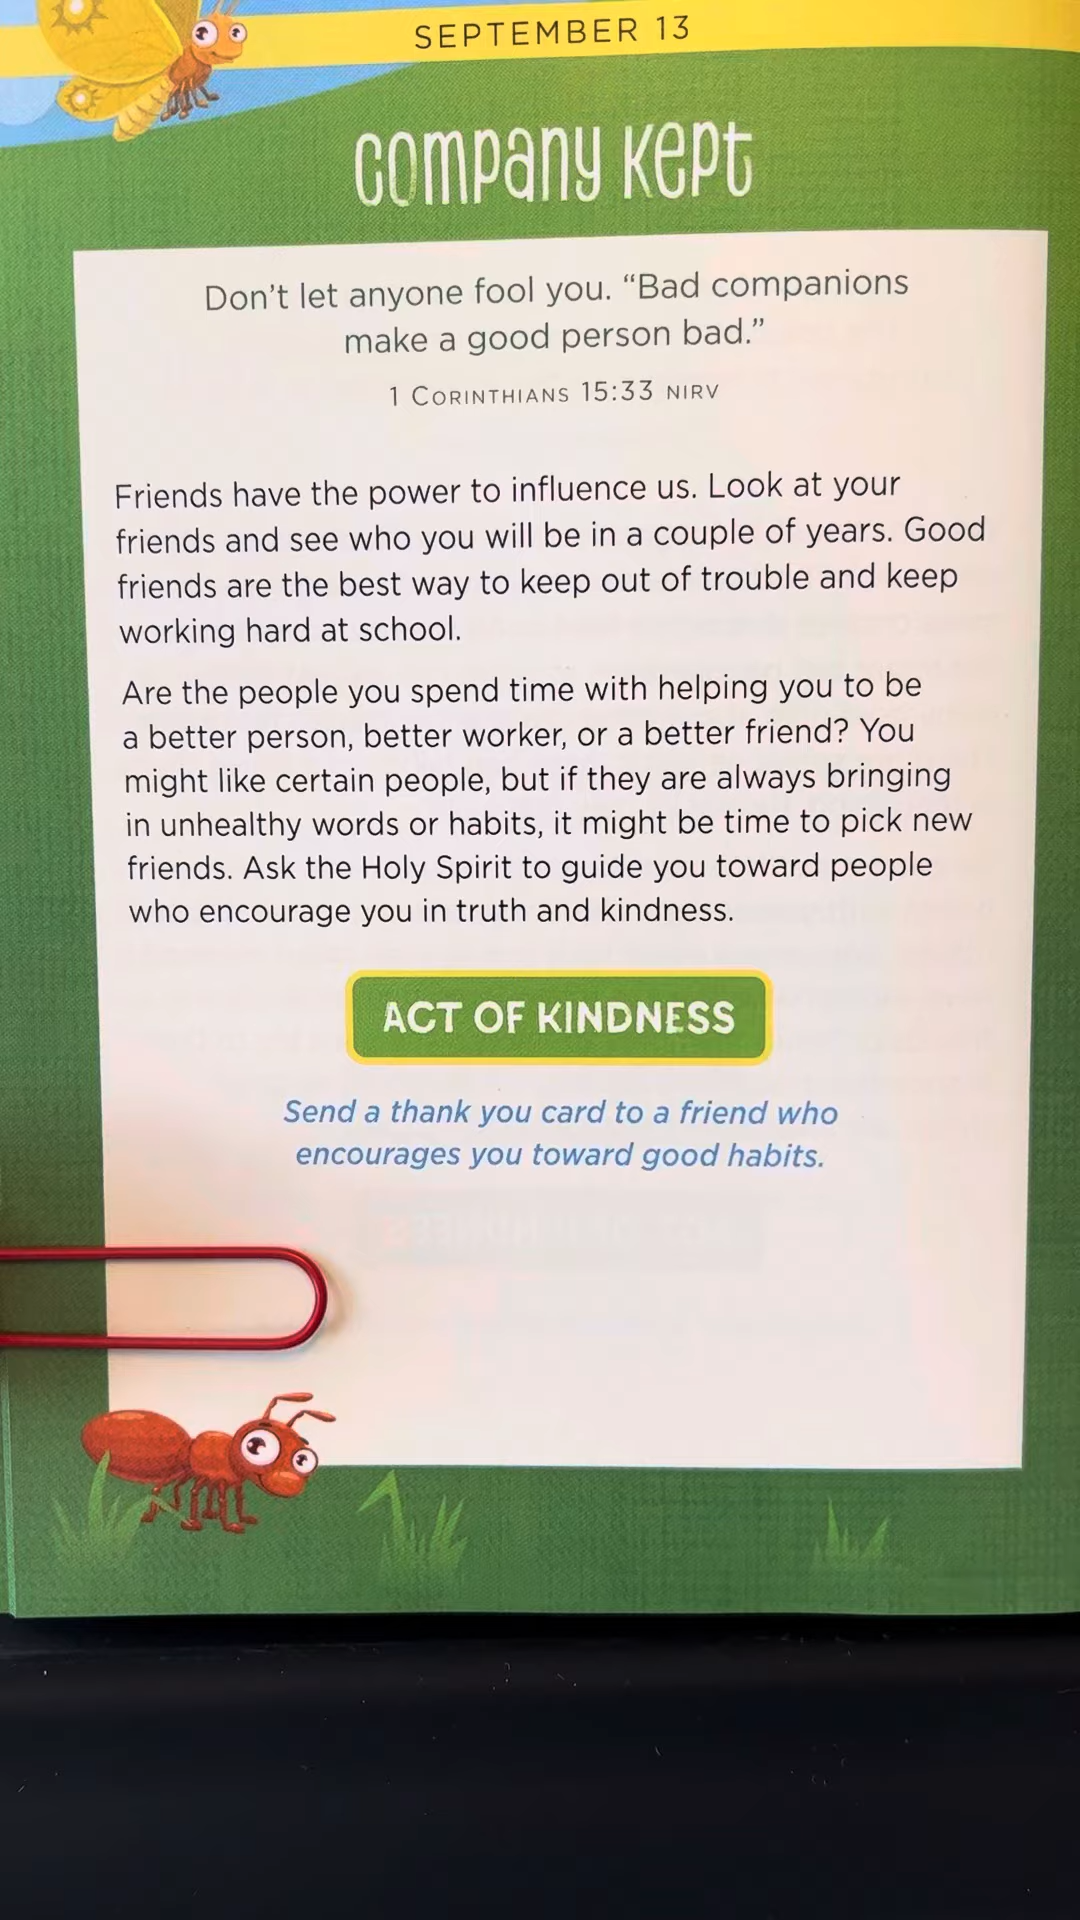 SEPTEMBER 13
Company Kept
Don't let anyone fool you. “Bad companions
make a good person bad.”
1 CORINTHIANS 15:33 NIRV
Friends have the power to influence us. Look at your
friends and see who you will be in a couple of years. Good
friends are the best way to keep out of trouble and keep
working hard at school.
Are the people you spend time with helping you to be
a better person, better worker, or a better friend? You
might like certain people, but if they are always bringing
in unhealthy words or habits, it might be time to pick new
friends. Ask the Holy Spirit to guide you toward people
who encourage you in truth and kindness.
ACT OF KINDNESS
Send a thank you card to a friend who
encourages you toward good habits.